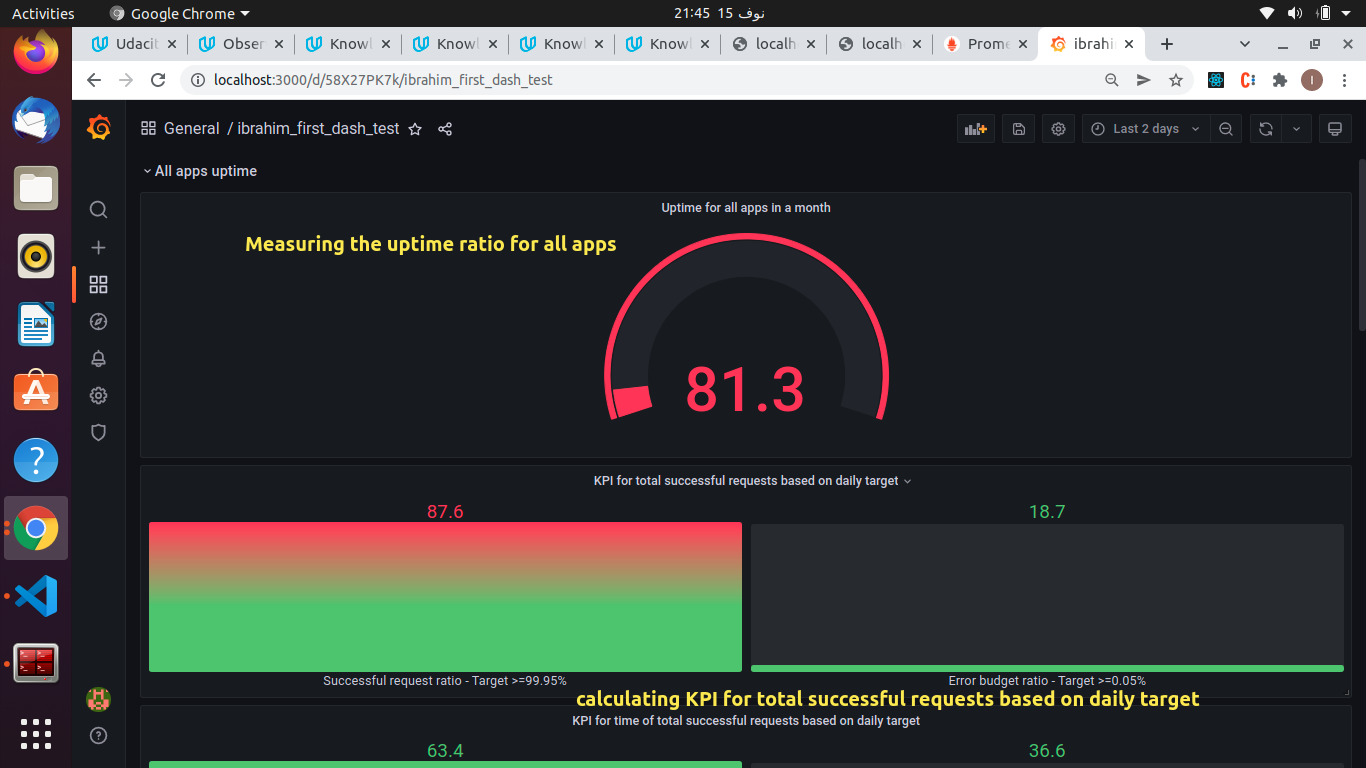 Activities
Google Chrome
21:45 15 نوف
Udacit
Obser
Knowl
Knowl
Knowl
Knowl
localh
localh
Prome
ibrahim
localhost:3000/d/58X27PK7k/ibrahim_first_dash_test
I
General / ibrahim_first_dash_test
Last 2 days
All apps uptime
Uptime for all apps in a month
Measuring the uptime ratio for all apps
81.3
KPI for total successful requests based on daily target
87.6
18.7
Successful request ratio - Target >=99.95%
Error budget ratio - Target >=0.05%
calculating KPI for total successful requests based on daily target
KPI for time of total successful requests based on daily target
63.4
36.6